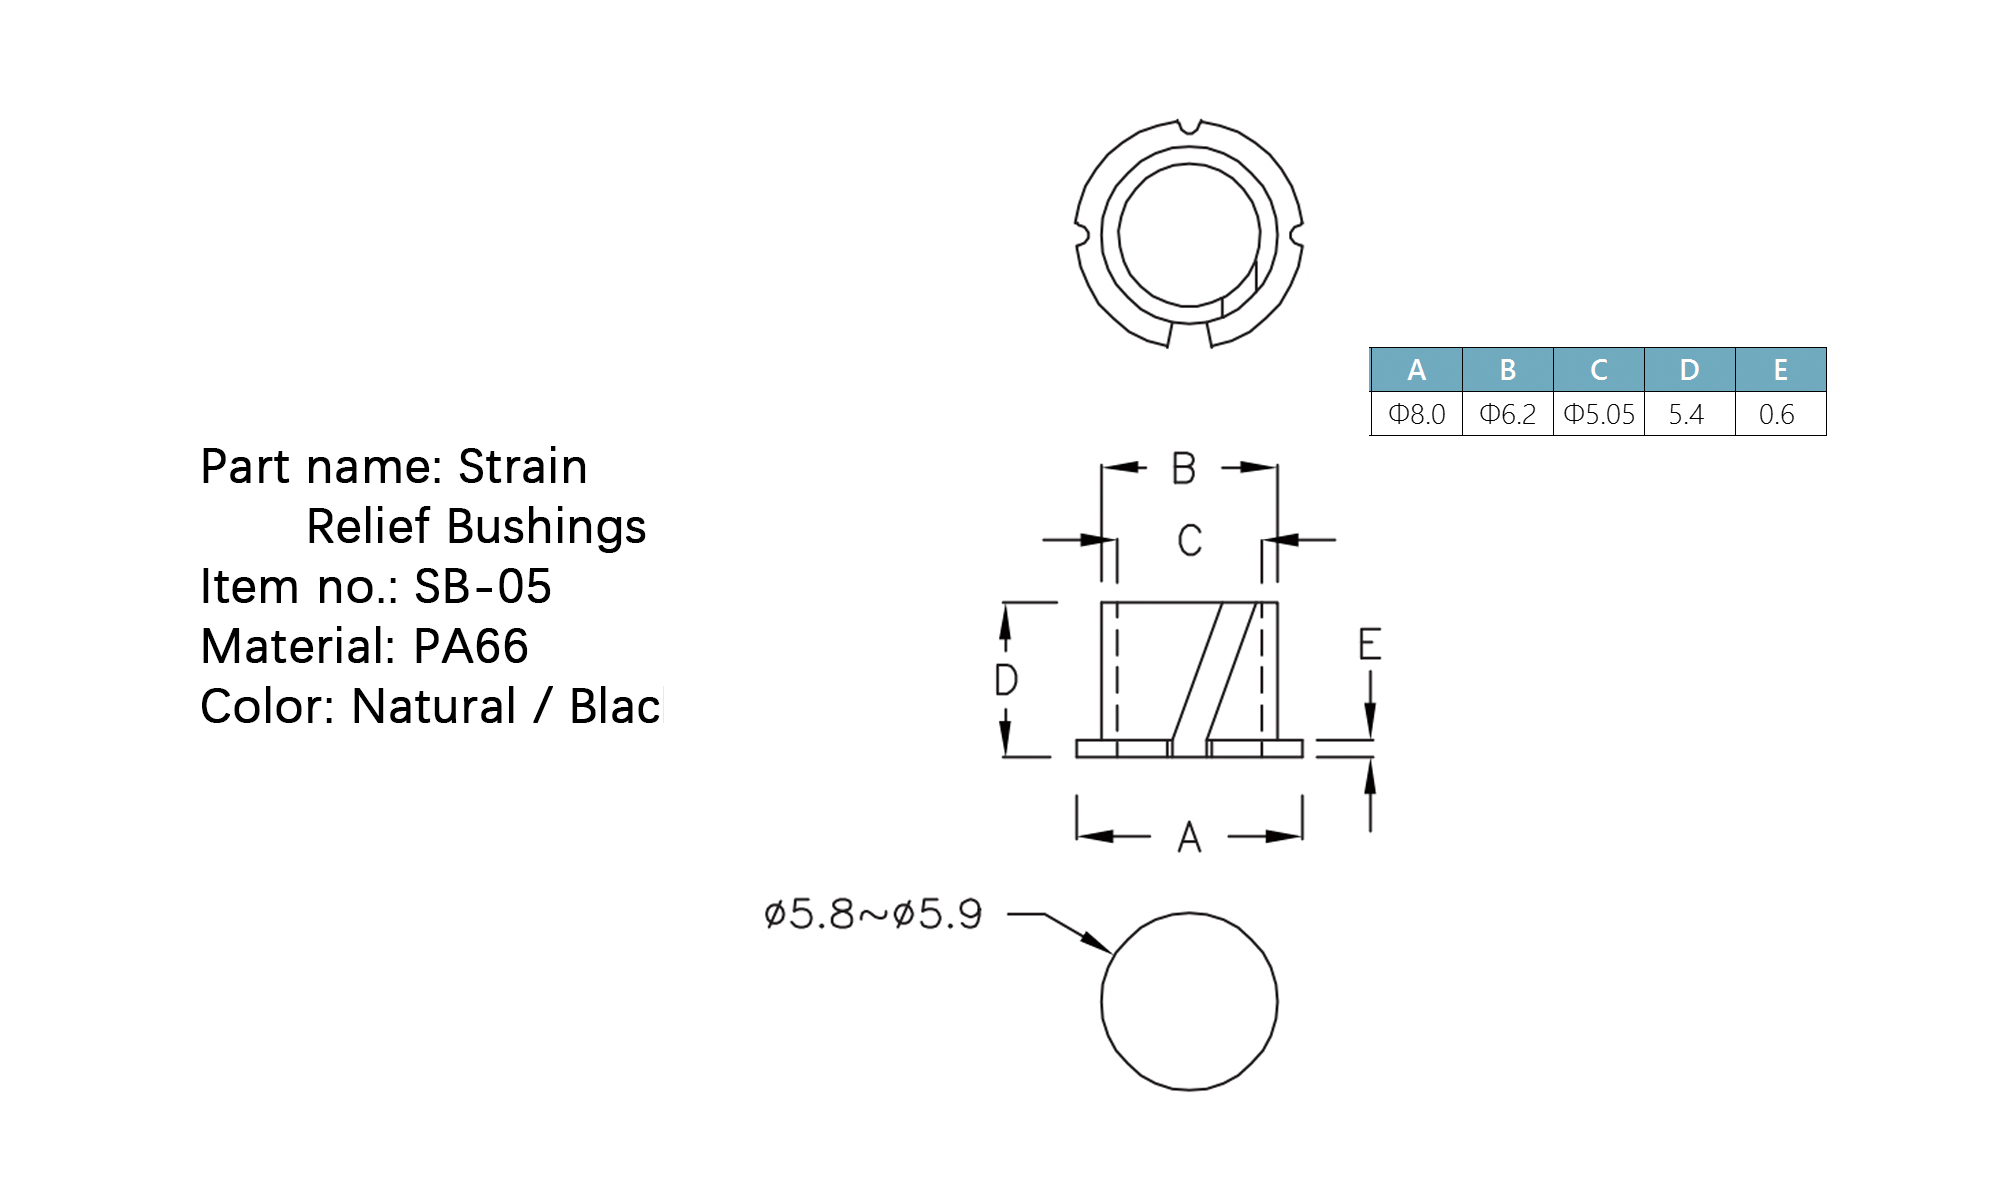 Part name: Strain
Relief Bushings
Item no.: SB-05
Material: PA66
Color: Natural / Blac
A B C D E
Φ8.0 Φ6.2 Φ5.05 5.4 0.6
B
C
E
D
A
ø5.8~ø5.9